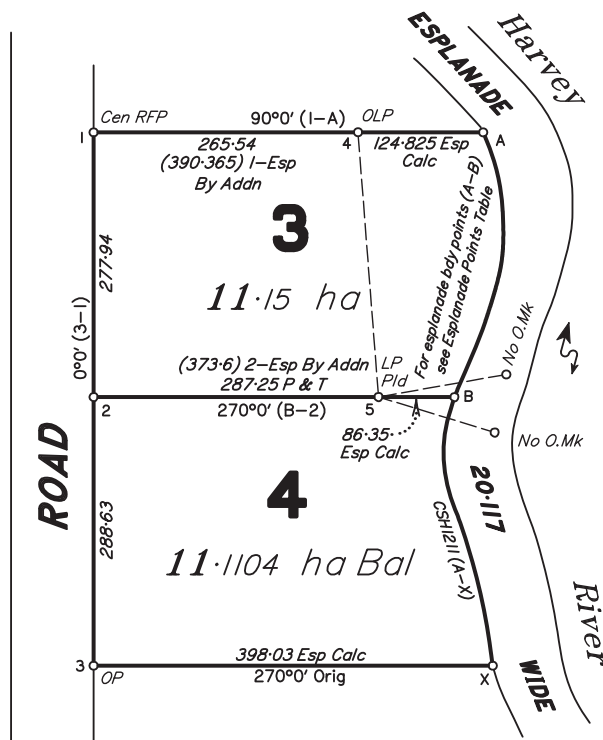 ESPLANADE
Harvey
Cen RFP
90°0' (1-A)
OLP
1
4
A
265·54
(390·365) 1-Esp
By Addn
124·825 Esp
Calc
3
11·15 ha
277·94
0°0' (3-1)
For esplanade bdy points (A-B)
see Esplanade Points Table
No O.Mk
(373·6) 2-Esp By Addn
287·25 P & T
LP
Pld
2
270°0' (B-2)
5
B
86·35
Esp Calc
No O.Mk
ROAD
288·63
4
11·1104 ha Bal
CSH1211 (A-X)
20·117
WIDE
River
398·03 Esp Calc
3
OP
270°0' Orig
X